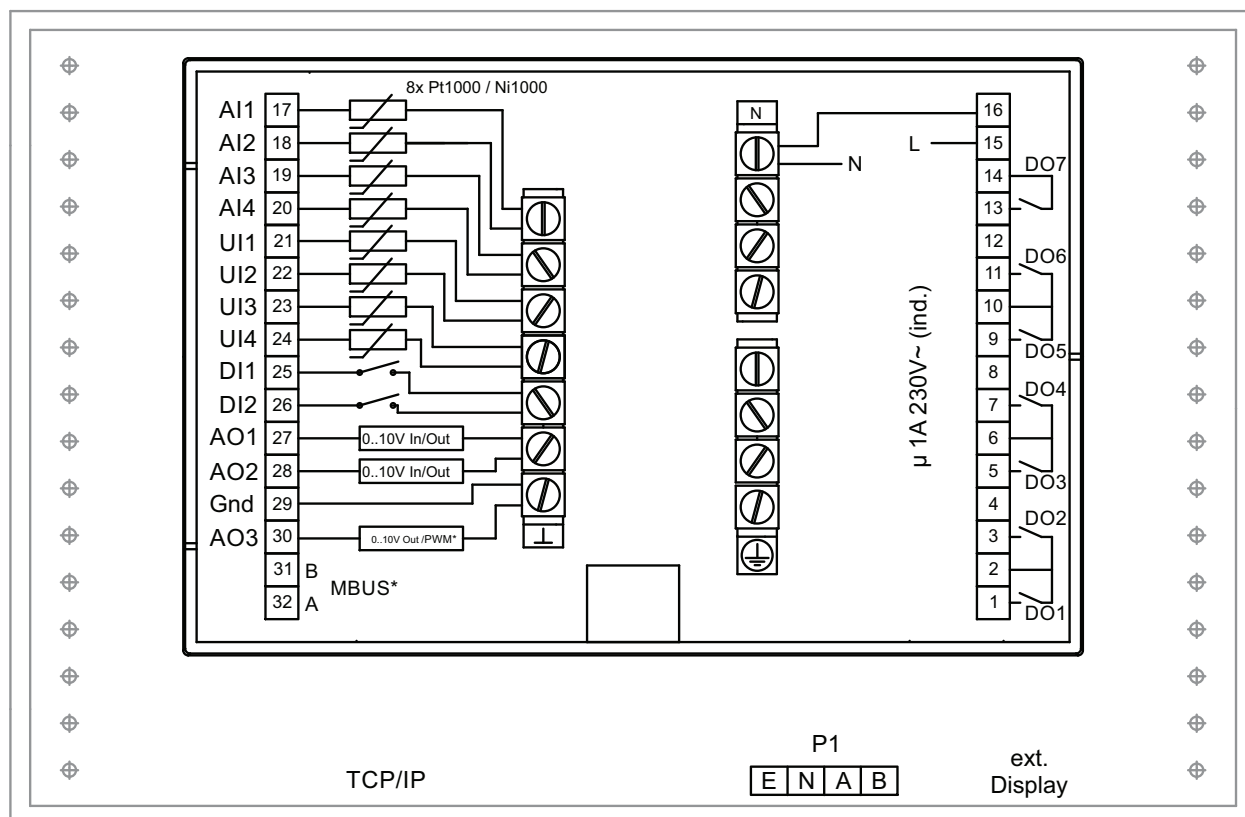 8x Pt1000 / Ni1000
AI1 17
AI2 18
AI3 19
AI4 20
UI1 21
UI2 22
UI3 23
UI4 24
DI1 25
DI2 26
AO1 27 0..10V In/Out
AO2 28 0..10V In/Out
Gnd 29
AO3 30 0..10V Out /PWM*
31 B
MBUS*
32 A
N
N
L
µ 1A 230V~ (ind.)
16
15
14 DO7
13
12
11 DO6
10
9
DO5
8
7 DO4
6
5
DO3
4
3 DO2
2
1
DO1
TCP/IP
P1
E N A B
ext.
Display